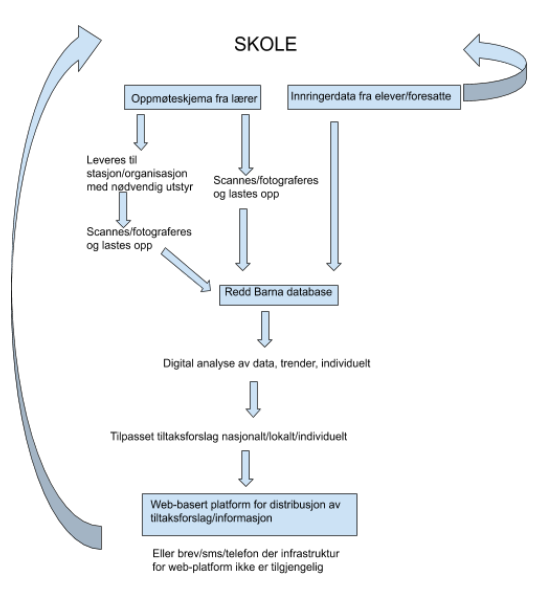 SKOLE
Oppmøteskjema fra lærer
Innringerdata fra elever/foresatte
Leveres til
stasjon/organisasjon
med nødvendig utstyr
Scannes/fotograferes
og lastes opp
Scannes/fotograferes
og lastes opp
Redd Barna database
Digital analyse av data, trender, individuelt
Tilpasset tiltaksforslag nasjonalt/lokalt/individuelt
Web-basert platform for distribusjon av
tiltaksforslag/informasjon
Eller brev/sms/telefon der infrastruktur
for web-platform ikke er tilgjengelig